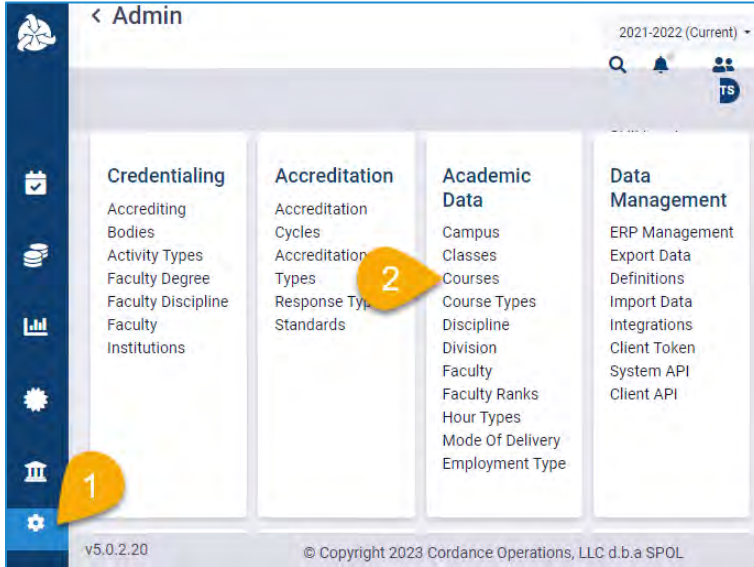 < Admin
2021-2022 (Current)
TS
Credentialing
Accrediting
Bodies
Activity Types
Faculty Degree
Faculty Discipline
Faculty
Institutions
Accreditation
Accreditation
Cycles
Accreditation
Types
Response
Standards
Academic
Data
Campus
Classes
Courses
Course Types
Discipline
Division
Faculty
Faculty Ranks
Hour Types
Mode Of Delivery
Employment Type
Data
Management
ERP Management
Export Data
Definitions
Import Data
Integrations
Client Token
System API
Client API
2
1
v5.0.2.20
© Copyright 2023 Cordance Operations, LLC d.b.a SPOL